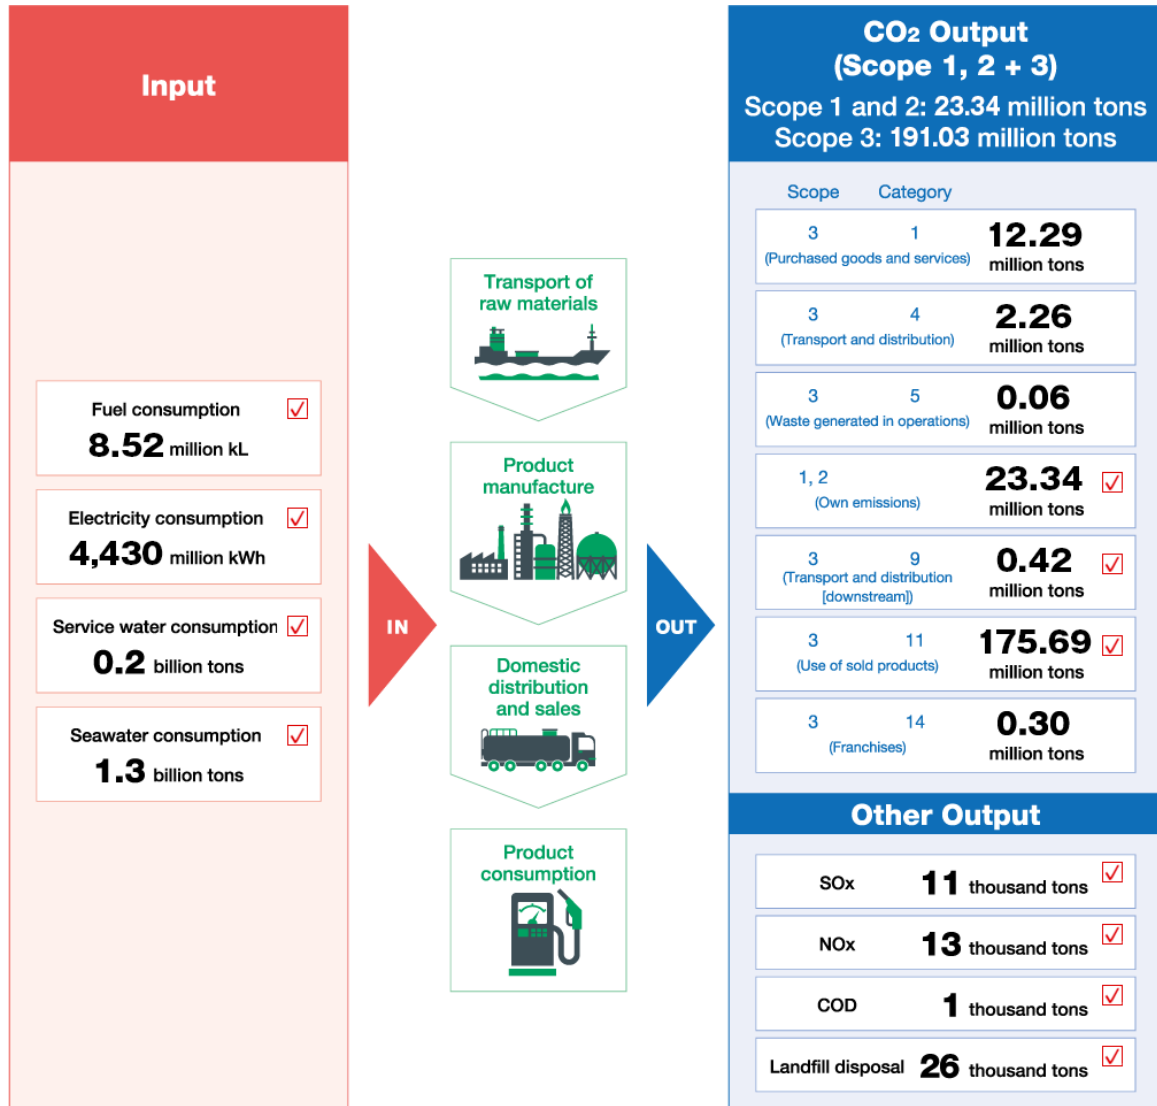 Input
Fuel consumption
8.52 million kL
Electricity consumption
4,430 million kWh
Service water consumption
0.2 billion tons
Seawater consumption
1.3 billion tons
IN
Transport of
raw materials
Product
manufacture
Domestic
distribution
and sales
Product
consumption
OUT
CO₂ Output
(Scope 1, 2 + 3)
Scope 1 and 2: 23.34 million tons
Scope 3: 191.03 million tons
Scope Category
3 1 12.29
(Purchased goods and services) million tons
3 4 2.26
(Transport and distribution) million tons
3 5 0.06
(Waste generated in operations) million tons
1, 2 23.34
(Own emissions) million tons
3 9 0.42
(Transport and distribution
[downstream]) million tons
3 11 175.69
(Use of sold products) million tons
3 14 0.30
(Franchises) million tons
Other Output
SOx 11 thousand tons
NOx 13 thousand tons
COD 1 thousand tons
Landfill disposal 26 thousand tons